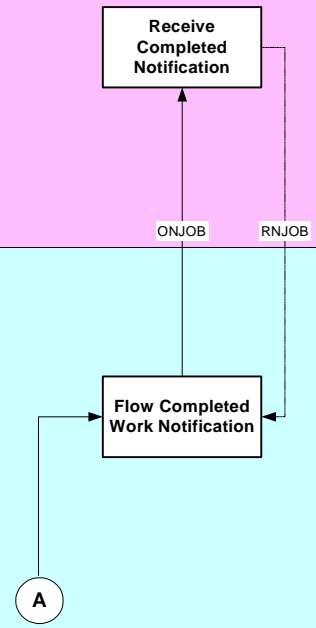 Receive
Completed
Notification
ONJOB
RNJOB
Flow Completed
Work Notification
A